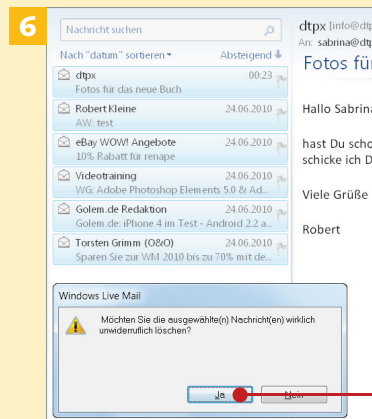 6
Nachricht suchen
Nach "datum" sortieren Absteigend
dtpx 00:23
Fotos für das neue Buch
Robert Kleine 24.06.2010
AW: test
eBay WOW! Angebote 24.06.2010
10% Rabatt für renape
Videotraining 24.06.2010
WG: Adobe Photoshop Elements 5.0 & Ad...
Golem.de Redaktion 24.06.2010
Golem.de: iPhone 4 im Test - Android 2.2 a...
Torsten Grimm (O&O) 24.06.2010
Sparen Sie zur WM 2010 bis zu 70% mit de...
dtpx [info@dtp
An: sabrina@dtp
Fotos für
Hallo Sabrina
hast Du scho
schicke ich D
Viele Grüße
Robert
Windows Live Mail
Möchten Sie die ausgewählte(n) Nachricht(en) wirklich
unwiderruflich löschen?
Ja Nein